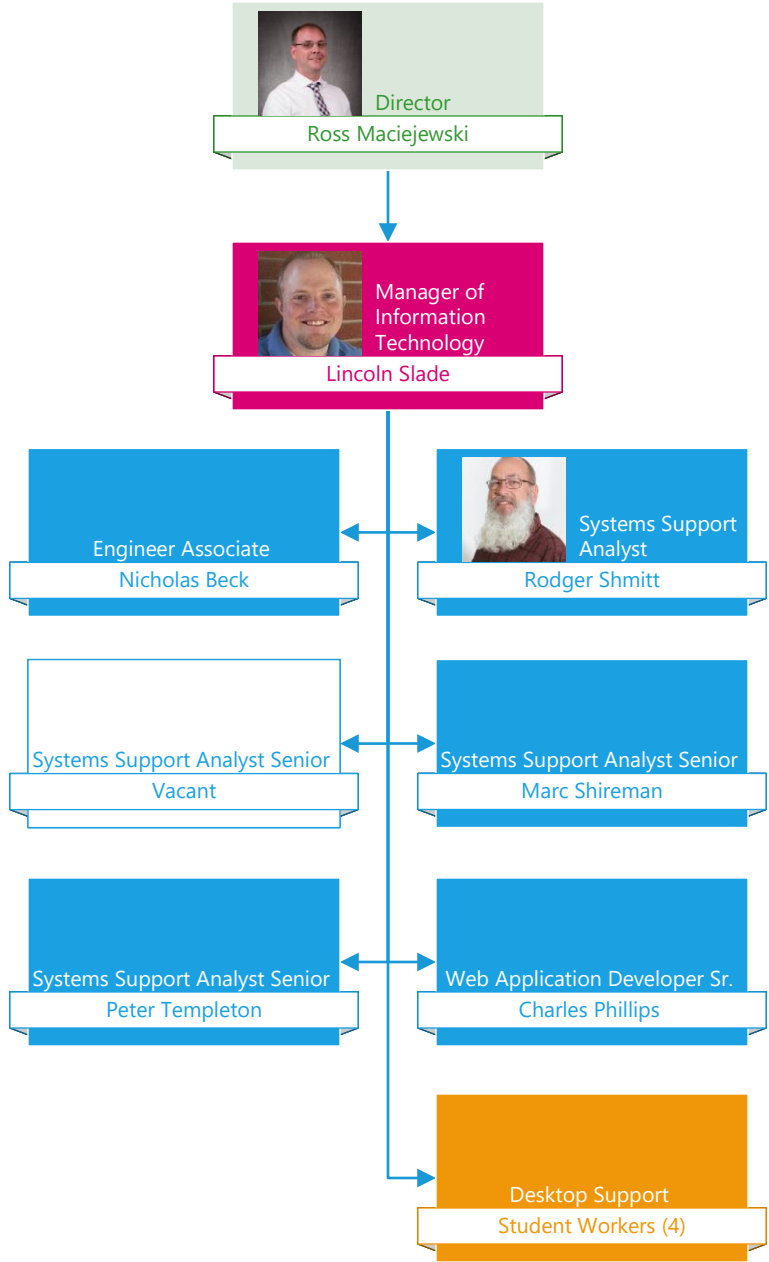 Director
Ross Maciejewski
Manager of
Information
Technology
Lincoln Slade
Engineer Associate
Nicholas Beck
Systems Support
Analyst
Rodger Shmitt
Systems Support Analyst Senior
Vacant
Systems Support Analyst Senior
Marc Shireman
Systems Support Analyst Senior
Peter Templeton
Web Application Developer Sr.
Charles Phillips
Desktop Support
Student Workers (4)